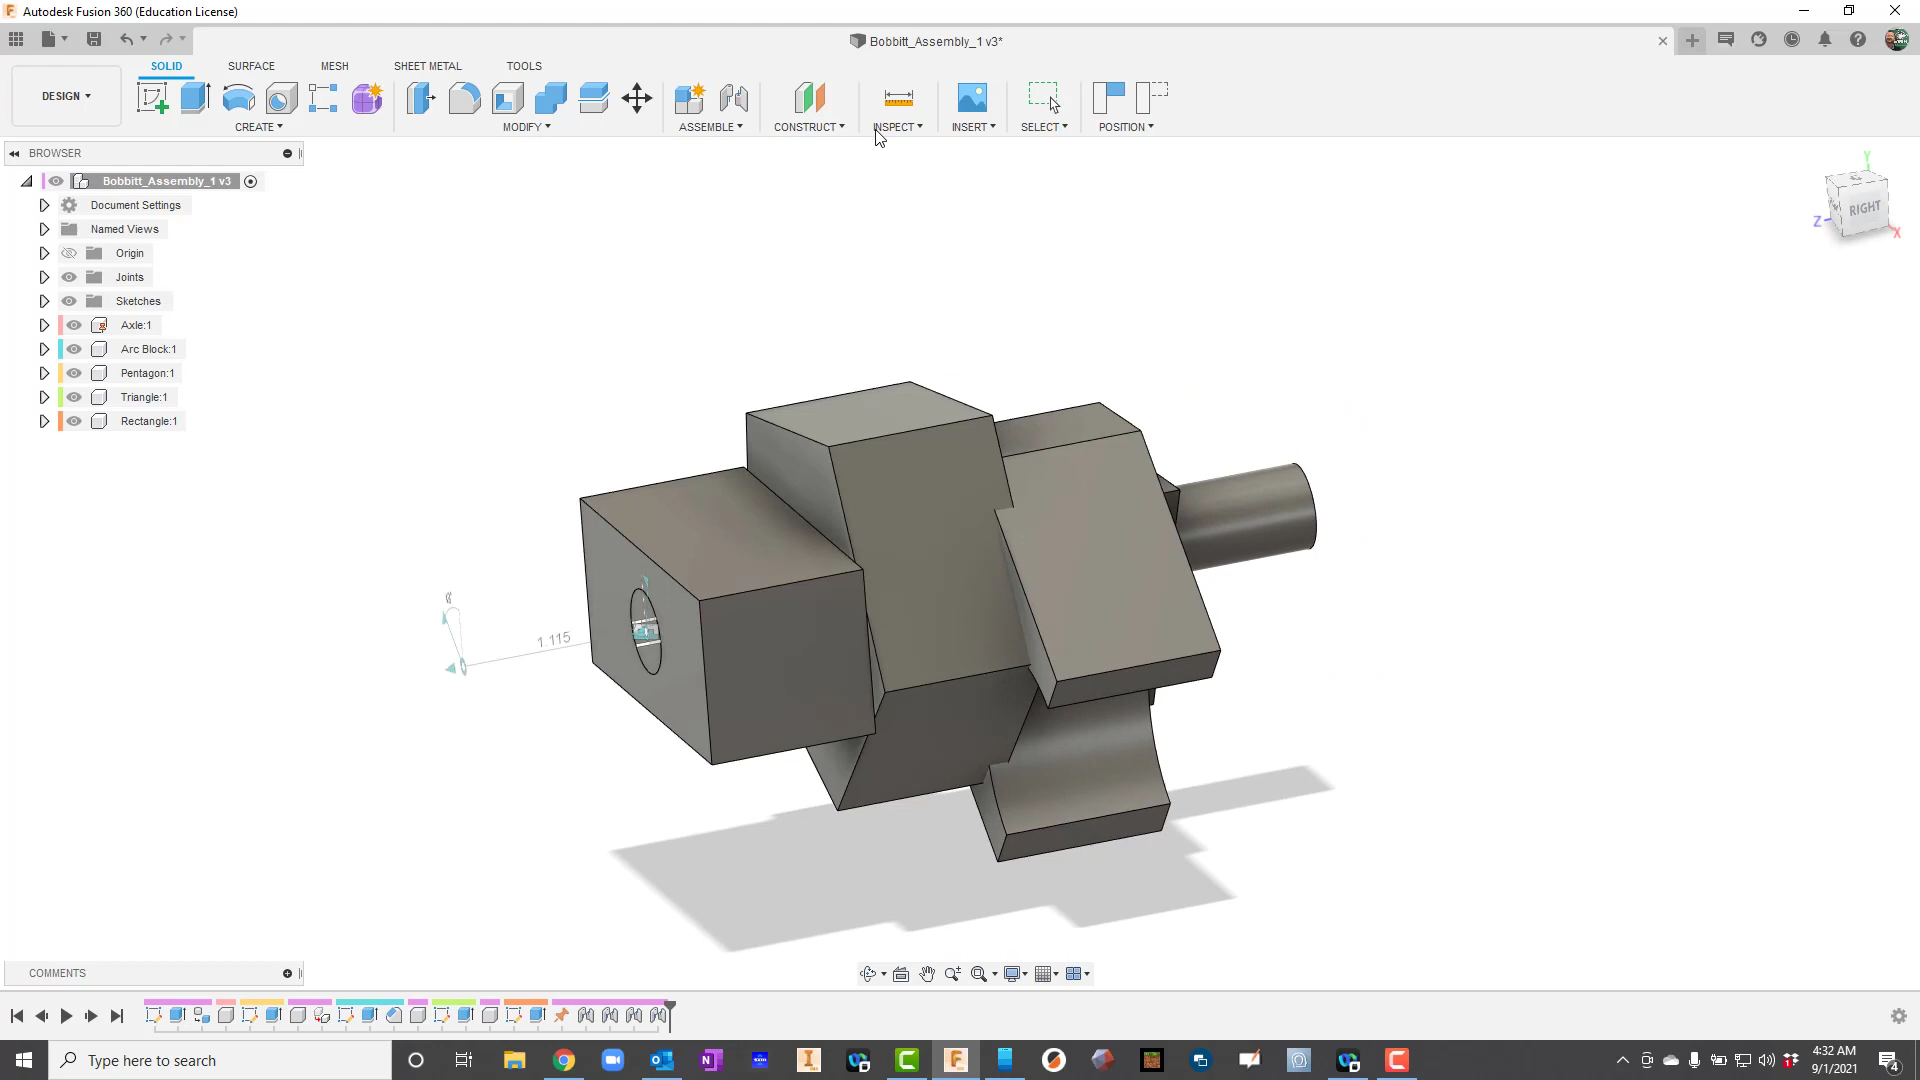 Autodesk Fusion 360 (Education License)
Bobbitt_Assembly_1 v3*
SOLID
SURFACE
MESH
SHEET METAL
TOOLS
DESIGN
CREATE
MODIFY
ASSEMBLE
CONSTRUCT
INSPECT
INSERT
SELECT
POSITION
BROWSER
Bobbitt_Assembly_1 v3
Document Settings
Named Views
Origin
Joints
Sketches
Axle:1
Arc Block:1
Pentagon:1
Triangle:1
Rectangle:1
Y
RIGHT
Z
X
1.115
COMMENTS
Type here to search
4:32 AM
9/1/2021
4